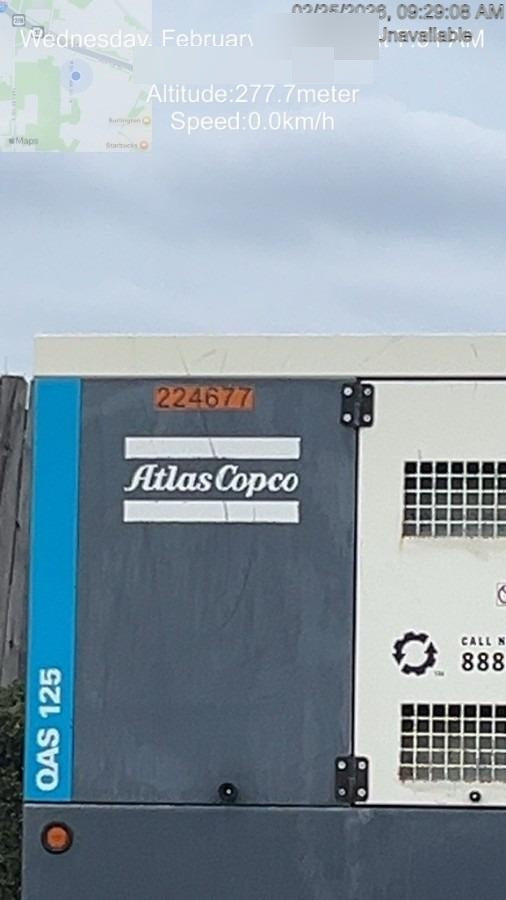 02/25/2026, 09:29:08 AM
Wednesday, February
AM
Unavailable
Altitude:277.7meter
Speed:0.0km/h
Burlington
Maps
Starbucks
224677
Atlas Copco
QAS 125
CALL N
888